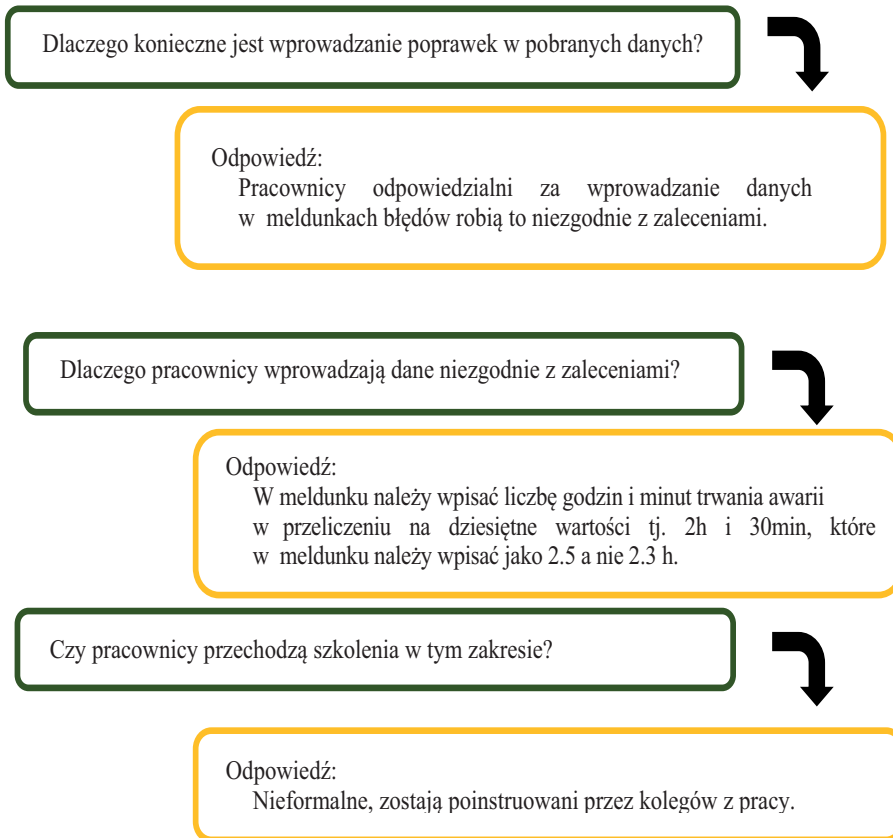 Dlaczego konieczne jest wprowadzanie poprawek w pobranych danych?
Odpowiedź:
Pracownicy odpowiedzialni za wprowadzanie danych
w meldunkach błędów robią to niezgodnie z zaleceniami.
Dlaczego pracownicy wprowadzają dane niezgodnie z zaleceniami?
Odpowiedź:
W meldunku należy wpisać liczbę godzin i minut trwania awarii
w przeliczeniu na dziesiętne wartości tj. 2h i 30min, które
w meldunku należy wpisać jako 2.5 a nie 2.3 h.
Czy pracownicy przechodzą szkolenia w tym zakresie?
Odpowiedź:
Nieformalne, zostają poinstruowani przez kolegów z pracy.